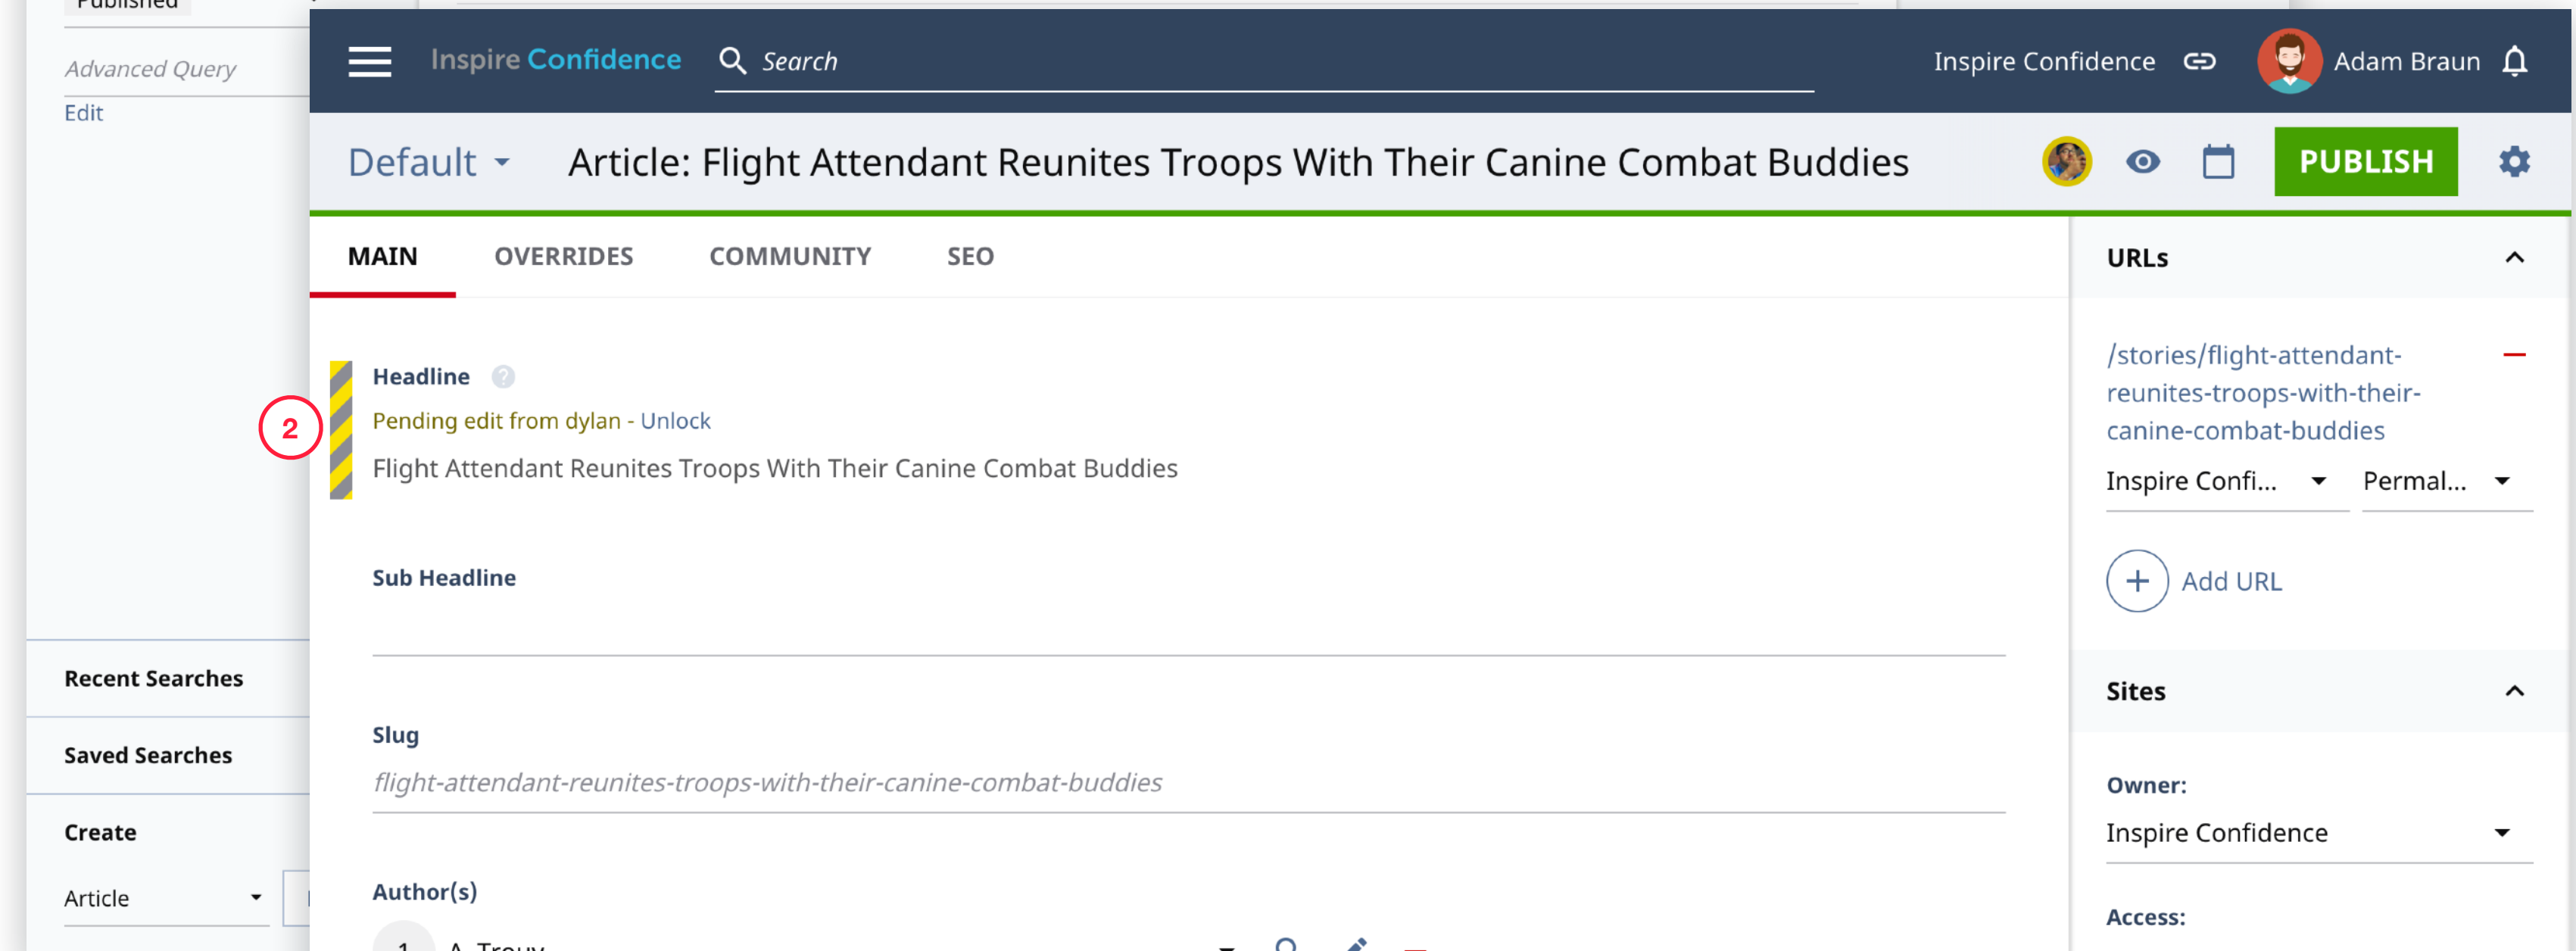 Published
Advanced Query
Edit
Recent Searches
Saved Searches
Create
Article
Inspire Confidence
Search
Inspire Confidence
Adam Braun
Default
Article: Flight Attendant Reunites Troops With Their Canine Combat Buddies
PUBLISH
MAIN
OVERRIDES
COMMUNITY
SEO
2
Headline ?
Pending edit from dylan - Unlock
Flight Attendant Reunites Troops With Their Canine Combat Buddies
Sub Headline
Slug
flight-attendant-reunites-troops-with-their-canine-combat-buddies
Author(s)
1 A. Trouy
URLs
/stories/flight-attendant-
reunites-troops-with-their-
canine-combat-buddies
Inspire Confi...
Permal...
Add URL
Sites
Owner:
Inspire Confidence
Access: